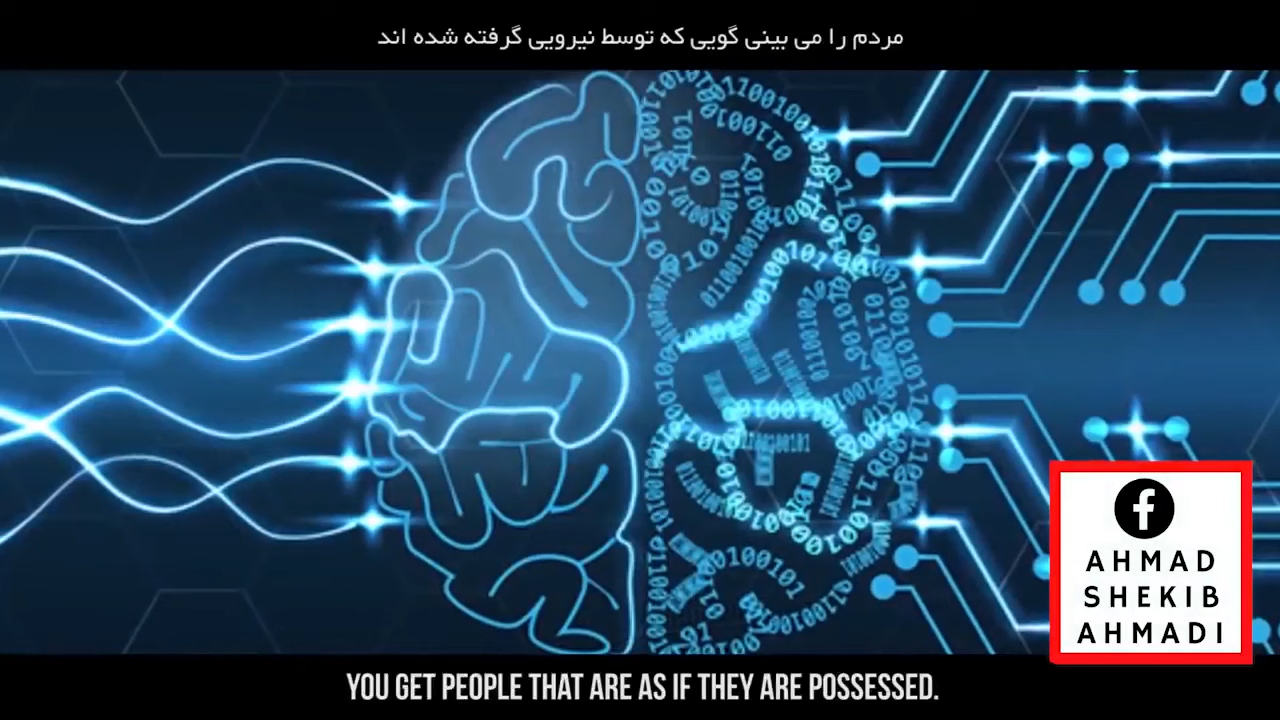 مردم را می بینی گویی که توسط نیرویی گرفته شده اند
AHMAD
SHEKIB
AHMADI
YOU GET PEOPLE THAT ARE AS IF THEY ARE POSSESSED.